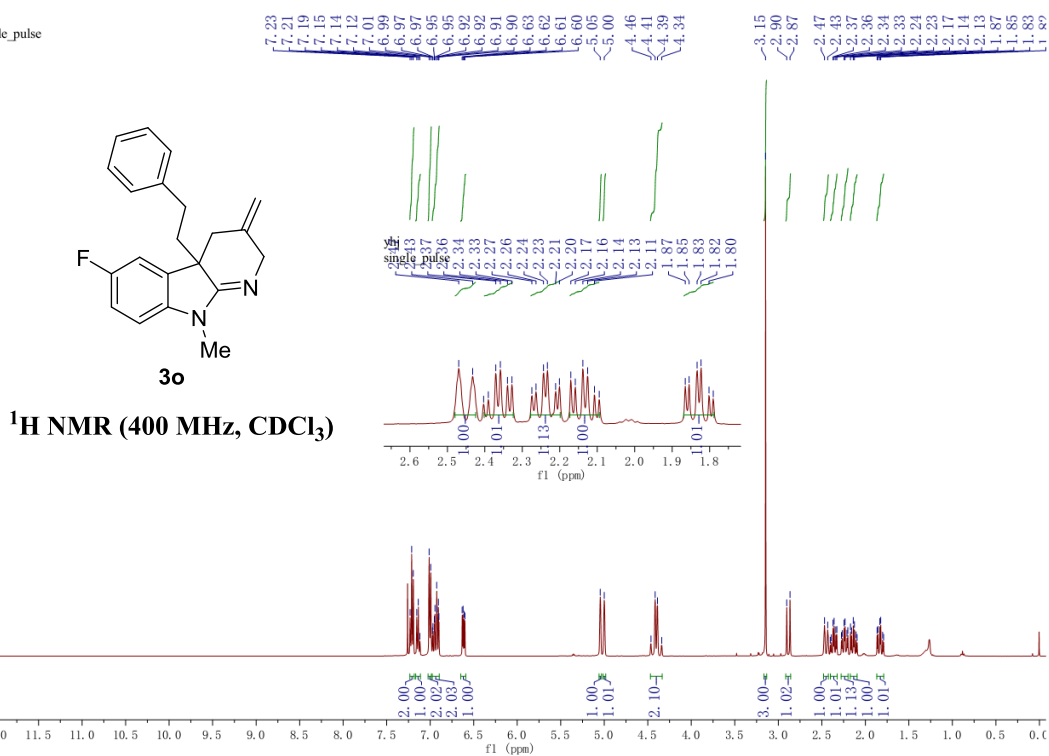 le_pulse
7.23 7.21 7.19 7.15 7.14 7.12 7.01 6.99 6.97 6.97 6.95 6.95 6.92 6.92 6.91 6.90 6.63 6.62 6.61 6.60 5.05 5.00 4.46 4.41 4.39 4.34 3.15 2.90 2.87 2.47 2.43 2.37 2.36 2.34 2.33 2.24 2.23 2.17 2.14 2.13 1.87 1.85 1.83 1.82
F
N
N
Me
3o
¹H NMR (400 MHz, CDCl₃)
yhj
single pulse
2.43 2.37 2.36 2.34 2.33 2.27 2.26 2.24 2.23 2.21 2.20 2.17 2.16 2.14 2.13 2.11 1.87 1.85 1.83 1.82 1.80
1.00 1.01 1.13 1.00 1.01
2.6 2.5 2.4 2.3 2.2 2.1 2.0 1.9 1.8
f1 (ppm)
2.00 1.00 2.02 2.03 1.00 1.00 1.01 2.10 3.00 1.02 1.00 1.01 1.13 1.00 1.01
11.5 11.0 10.5 10.0 9.5 9.0 8.5 8.0 7.5 7.0 6.5 6.0 5.5 5.0 4.5 4.0 3.5 3.0 2.5 2.0 1.5 1.0 0.5
f1 (ppm)